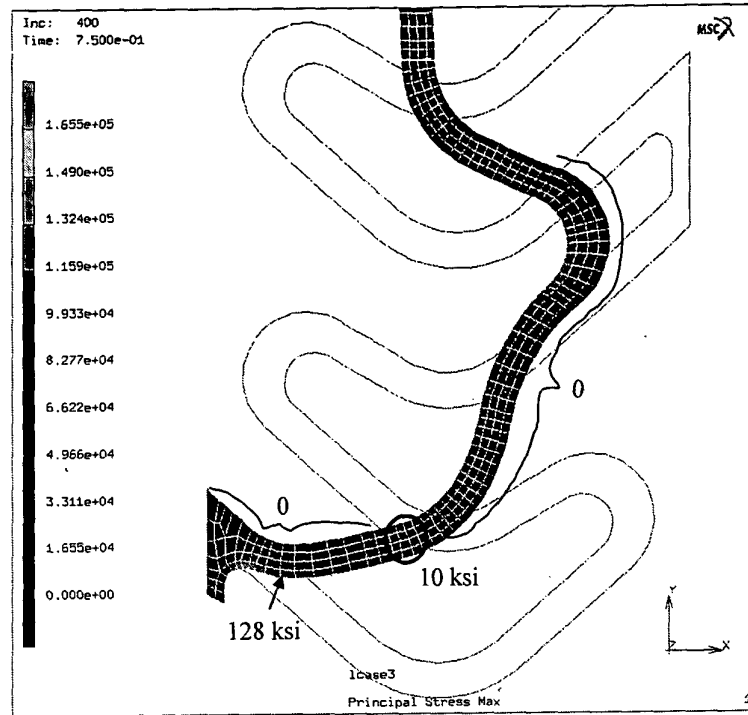 Inc: 400
Time: 7.500e-01
MSC
1.655e+05
1.490e+05
1.324e+05
1.159e+05
9.933e+04
8.277e+04
6.622e+04
4.966e+04
3.311e+04
1.655e+04
0.000e+00
0
0
10 ksi
128 ksi
Y
Z
X
lcase3
Principal Stress Max
1